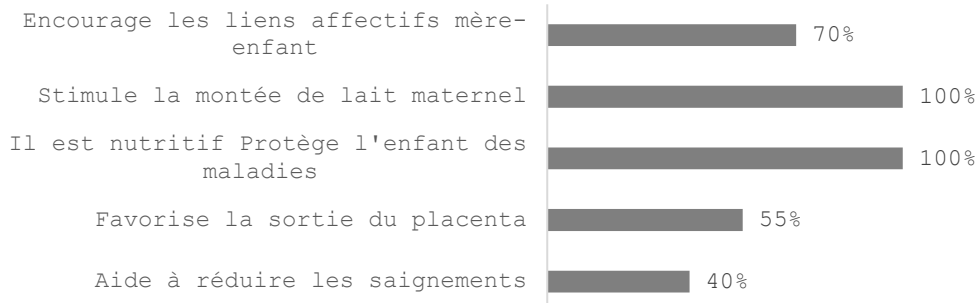 Encourage les liens affectifs mère-
enfant
70%
Stimule la montée de lait maternel
100%
Il est nutritif Protège l'enfant des
maladies
100%
Favorise la sortie du placenta
55%
Aide à réduire les saignements
40%